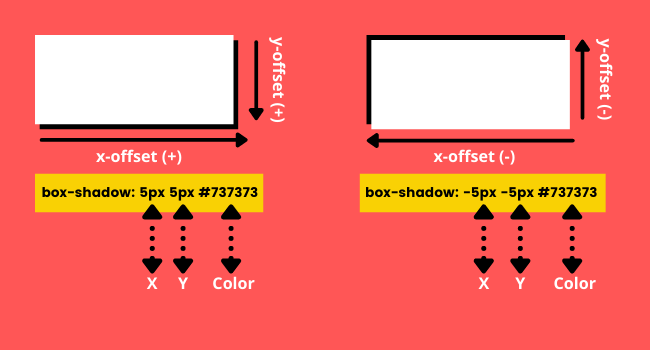 y-offset (+)
x-offset (+)
box-shadow: 5px 5px #737373
X Y Color
y-offset (-)
x-offset (-)
box-shadow: -5px -5px #737373
X Y Color